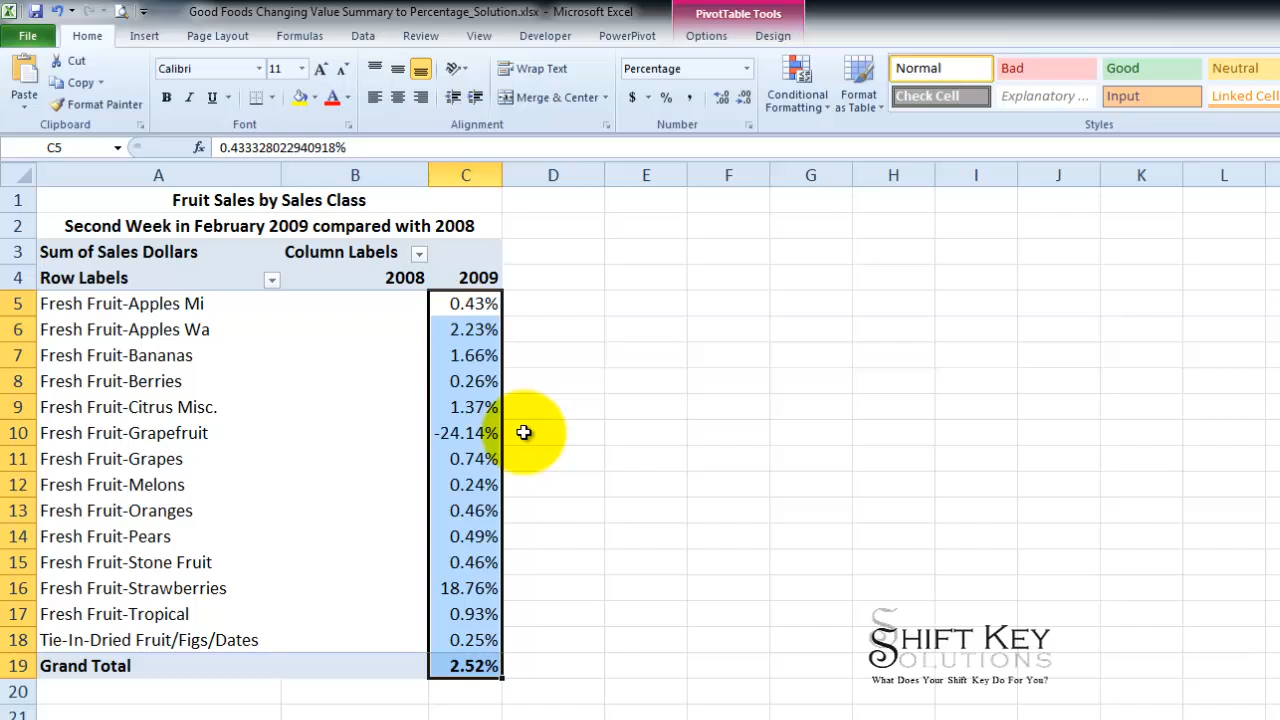 Good Foods Changing Value Summary to Percentage_Solution.xlsx - Microsoft Excel
PivotTable Tools
File Home Insert Page Layout Formulas Data Review View Developer PowerPivot Options Design
Paste
Cut
Copy
Format Painter
Clipboard
Calibri 11
B I U
Font
Wrap Text
Merge & Center
Alignment
Percentage
$ % ,
Number
Conditional Formatting
Format as Table
Normal Bad Good Neutral
Check Cell Explanatory ... Input Linked Cell
Styles
C5 fx 0.433328022940918%
A B C D E F G H I J K L
1 Fruit Sales by Sales Class
2 Second Week in February 2009 compared with 2008
3 Sum of Sales Dollars Column Labels
4 Row Labels 2008 2009
5 Fresh Fruit-Apples Mi 0.43%
6 Fresh Fruit-Apples Wa 2.23%
7 Fresh Fruit-Bananas 1.66%
8 Fresh Fruit-Berries 0.26%
9 Fresh Fruit-Citrus Misc. 1.37%
10 Fresh Fruit-Grapefruit -24.14%
11 Fresh Fruit-Grapes 0.74%
12 Fresh Fruit-Melons 0.24%
13 Fresh Fruit-Oranges 0.46%
14 Fresh Fruit-Pears 0.49%
15 Fresh Fruit-Stone Fruit 0.46%
16 Fresh Fruit-Strawberries 18.76%
17 Fresh Fruit-Tropical 0.93%
18 Tie-In-Dried Fruit/Figs/Dates 0.25%
19 Grand Total 2.52%
20
21
SHIFT KEY
SOLUTIONS
What Does Your Shift Key Do For You?